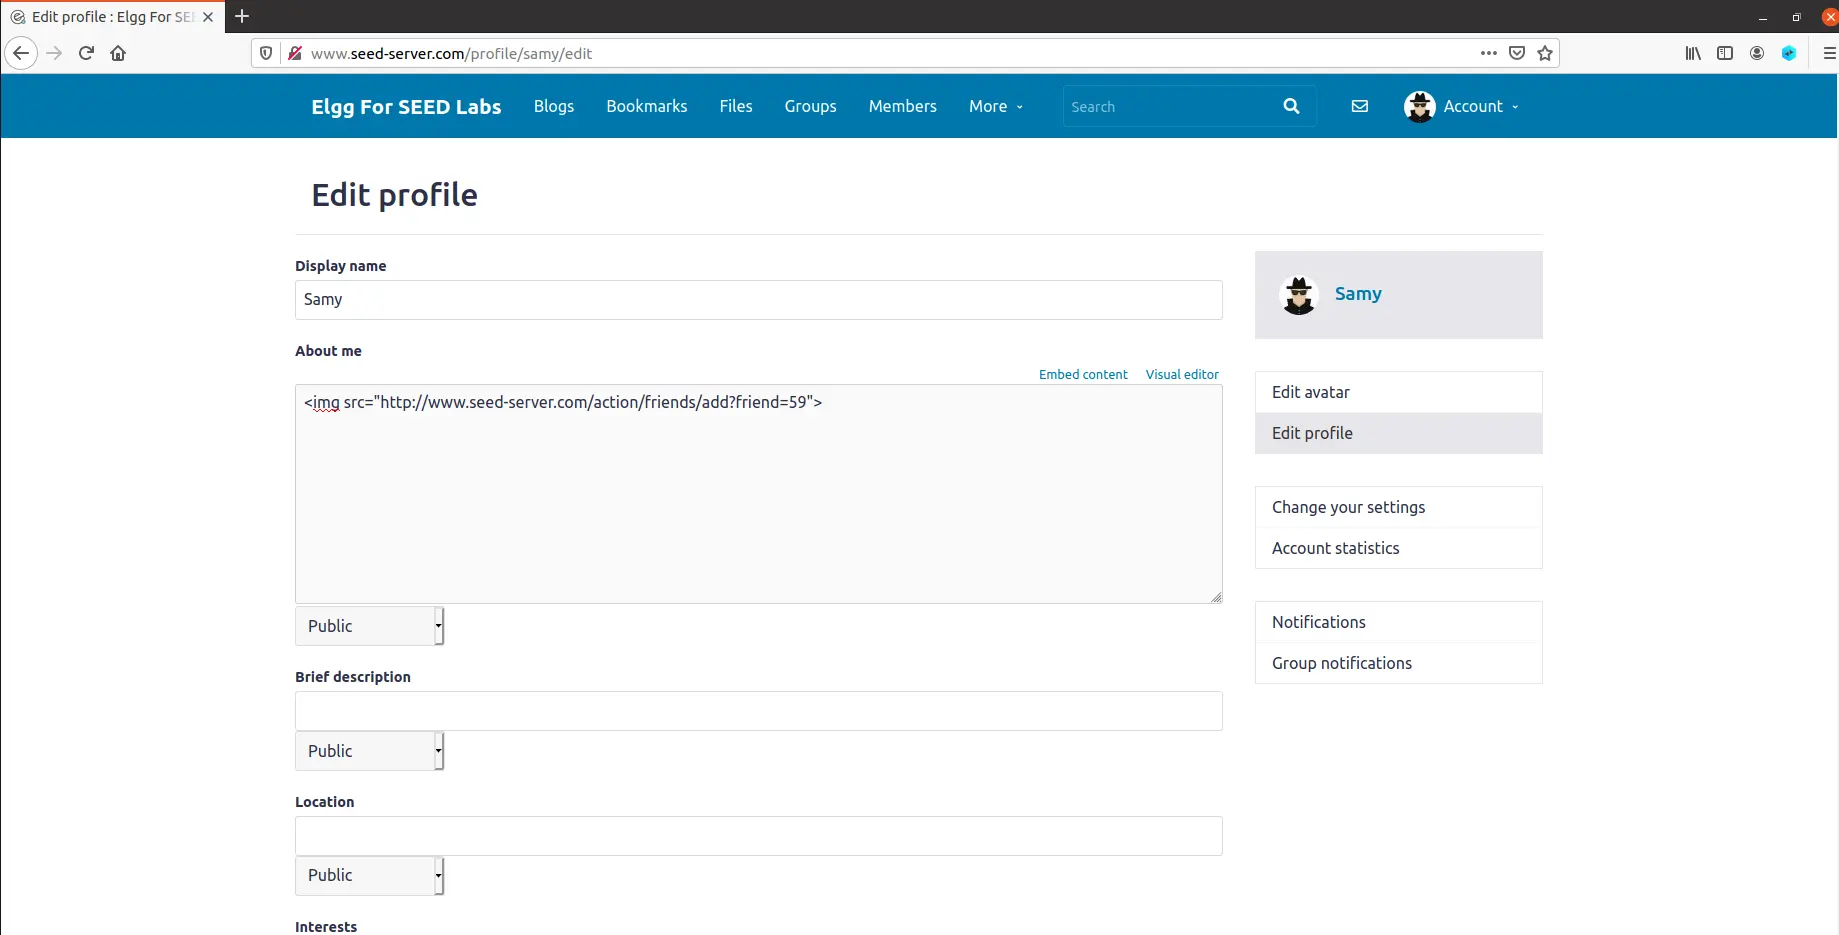 Edit profile : Elgg For SEE
www.seed-server.com/profile/samy/edit
Elgg For SEED Labs Blogs Bookmarks Files Groups Members More Search Account
Edit profile
Display name
Samy
Samy
About me
Embed content Visual editor
<img src="http://www.seed-server.com/action/friends/add?friend=59">
Public
Brief description
Public
Location
Public
Interests
Edit avatar
Edit profile
Change your settings
Account statistics
Notifications
Group notifications